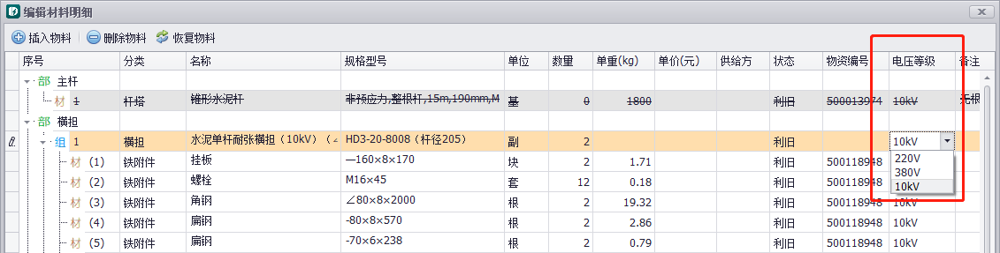 编辑材料明细
插入物料 删除物料 恢复物料
序号 分类 名称 规格型号 单位 数量 单重(kg) 单价(元) 供给方 状态 物资编号 电压等级 备注
部 主杆
材 1 杆塔 锥形水泥杆 非预应力,整根杆,15m,190mm,M 基 0 1800 利旧 500013974 10kV 无根
部 横担
组 1 横担 水泥单杆耐张横担（10kV）（∠ HD3-20-8008（杆径205） 副 2 利旧 10kV
材 (1) 铁附件 挂板 —160×8×170 块 2 1.71 利旧 500118948 220V
380V
材 (2) 铁附件 螺栓 M16×45 套 12 0.18 利旧 500118948 10kV
材 (3) 铁附件 角钢 ∠80×8×2000 根 2 19.32 利旧 500118948 10kV
材 (4) 铁附件 扁钢 -80×8×570 根 2 2.86 利旧 500118948 10kV
材 (5) 铁附件 扁钢 -70×6×238 根 2 0.79 利旧 500118948 10kV